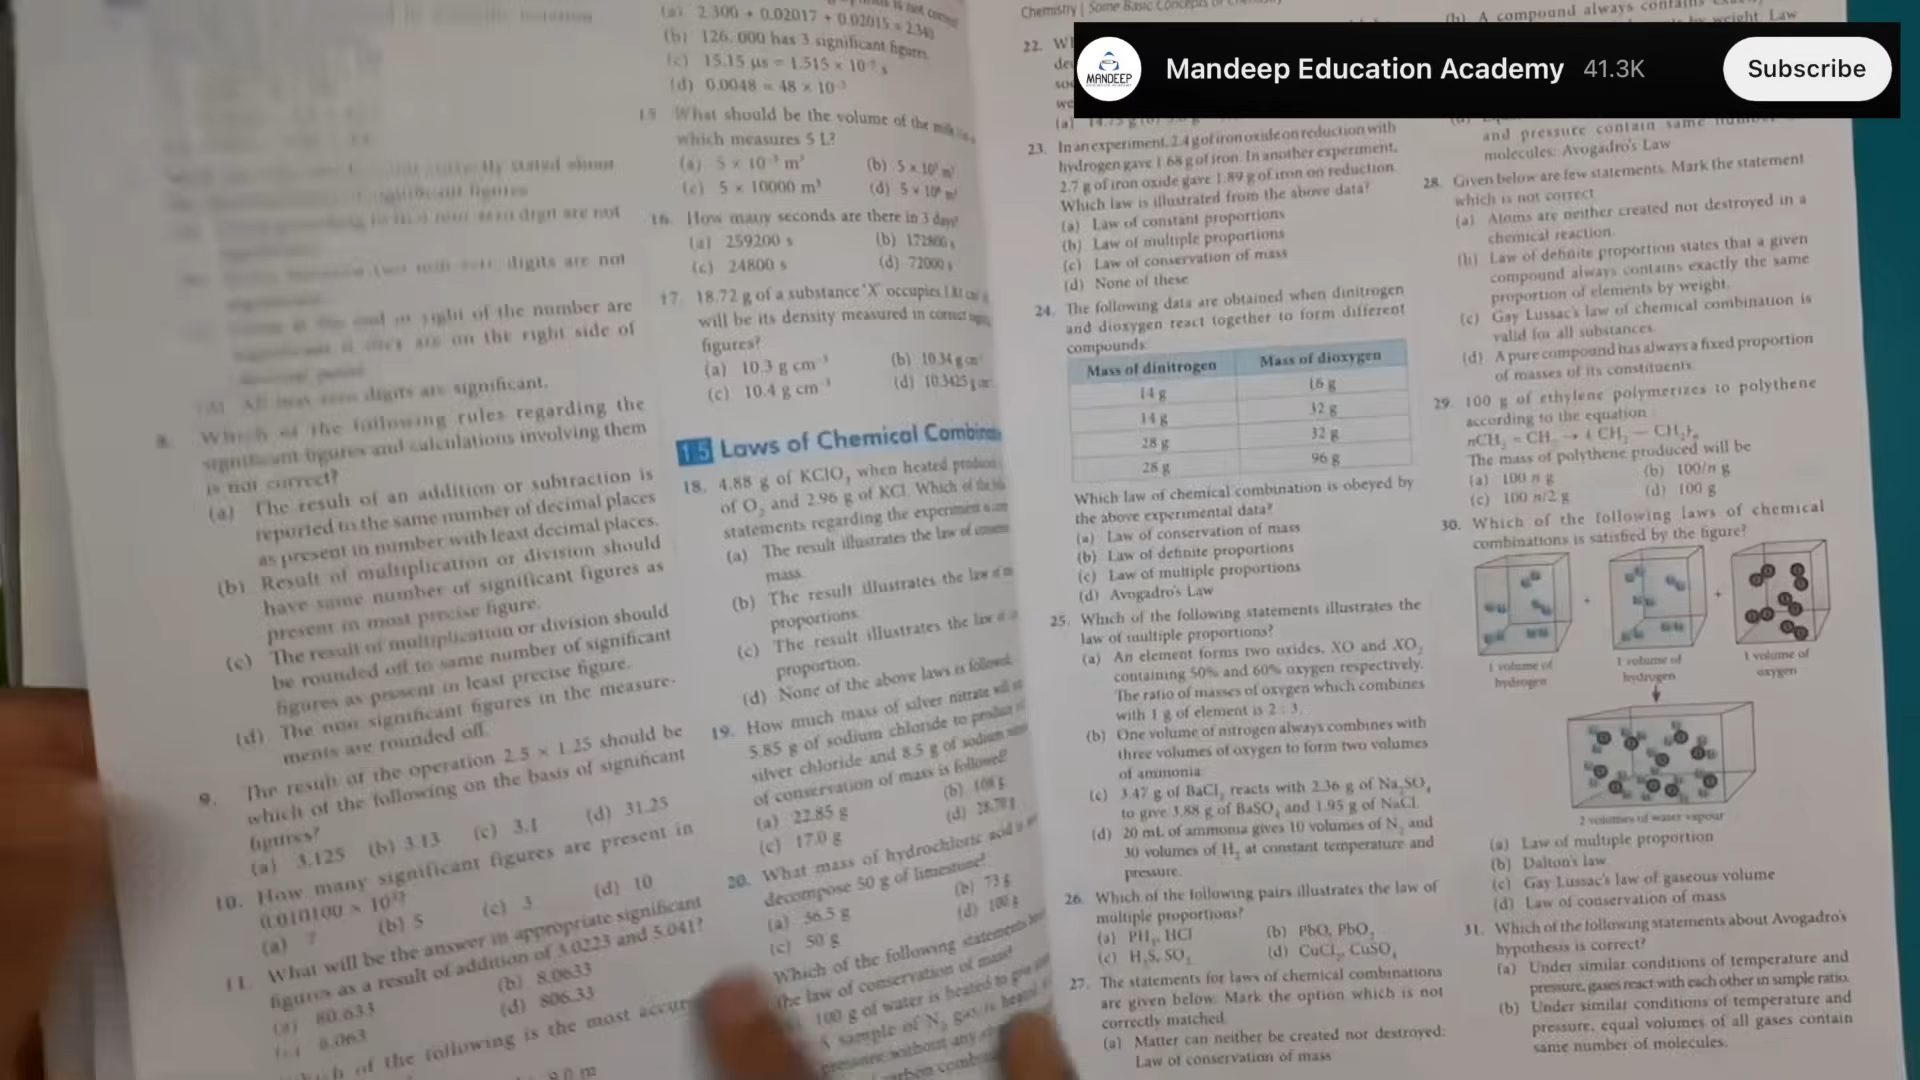 (a) 2.300 + 0.02017 + 0.02015 = 2.340
(b) 126,000 has 3 significant figures.
(c) 15.15 μs = 1.515 × 10 s
(d) 0.0048 = 48 × 10
15. What should be the volume of the milk
which measures 5 L?
(a) 5 × 10 m³
(b) 5 × 10³ m³
(c) 5 × 10000 m³
(d) 5 × 10⁶ m³
16. How many seconds are there in 3 days?
(a) 259200 s
(b) 172800 s
(c) 24800 s
(d) 72000 s
17. 18.72 g of a substance 'X' occupies
will be its density measured in correct
figures?
(a) 10.3 g cm⁻³
(b) 10.34 g cm
(c) 10.4 g cm⁻³
(d) 10.3425 g cm
stated about
significant figures
digit are not
digits are not
right of the number are
significant on the right side of
digits are significant.
8. Which of the following rules regarding the
significant figures and calculations involving them
is not correct?
(a) The result of an addition or subtraction is
reported to the same number of decimal places
as present in number with least decimal places.
(b) Result of multiplication or division should
have same number of significant figures as
present in most precise figure.
(c) The result of multiplication or division should
be rounded off to same number of significant
figures as present in least precise figure.
(d) The non significant figures in the measure-
ments are rounded off.
9. The result of the operation 2.5 × 1.25 should be
which of the following on the basis of significant
figures?
(a) 3.125 (b) 3.13 (c) 3.1 (d) 31.25
10. How many significant figures are present in
0.010100 × 10³?
(a) 7 (b) 5 (c) 3 (d) 10
11. What will be the answer in appropriate significant
figures as a result of addition of 3.0223 and 5.041?
(a) 80.633
(b) 8.0633
8.063
(d) 806.33
of the following is the most
1.5 Laws of Chemical
18. 4.88 g of KClO₃ when heated
of O₂ and 2.96 g of KCl. Which of the
statements regarding the experiment
(a) The result illustrates the law of
mass.
(b) The result illustrates the law of
proportions.
(c) The result illustrates the law
proportion.
(d) None of the above laws is followed.
19. How much mass of silver nitrate will
5.85 g of sodium chloride to produce
silver chloride and 8.5 g of sodium
of conservation of mass is followed?
(a) 22.85 g
(b) 108 g
(c) 17.0 g
(d) 28.70 g
20. What mass of hydrochloric acid is
decompose 50 g of limestone?
(a) 36.5 g
(b) 73 g
(c) 50 g
(d) 100 g
Which of the following statements
the law of conservation of mass?
100 g of water is heated to give
A sample of N₂ gas is heated
pressure without any
Chemistry | Some Basic Concepts of Chemistry
22.
Mandeep Education Academy 41.3K
Subscribe
MANDEEP
23. In an experiment, 2.4 g of iron oxide on reduction with
hydrogen gave 1.68 g of iron. In another experiment,
2.7 g of iron oxide gave 1.89 g of iron on reduction.
Which law is illustrated from the above data?
(a) Law of constant proportions
(b) Law of multiple proportions
(c) Law of conservation of mass
(d) None of these
24. The following data are obtained when dinitrogen
and dioxygen react together to form different
compounds:
Mass of dinitrogen Mass of dioxygen
14 g 16 g
14 g 32 g
28 g 32 g
28 g 96 g
Which law of chemical combination is obeyed by
the above experimental data?
(a) Law of conservation of mass
(b) Law of definite proportions
(c) Law of multiple proportions
(d) Avogadro's Law
25. Which of the following statements illustrates the
law of multiple proportions?
(a) An element forms two oxides, XO and XO₂
containing 50% and 60% oxygen respectively.
The ratio of masses of oxygen which combines
with 1 g of element is 2 : 3.
(b) One volume of nitrogen always combines with
three volumes of oxygen to form two volumes
of ammonia.
(c) 3.47 g of BaCl₂ reacts with 2.36 g of Na₂SO₄
to give 3.88 g of BaSO₄ and 1.95 g of NaCl.
(d) 20 mL of ammonia gives 10 volumes of N₂ and
30 volumes of H₂ at constant temperature and
pressure.
26. Which of the following pairs illustrates the law of
multiple proportions?
(a) PH₃, HCl
(b) PbO, PbO₂
(c) H₂S, SO₂
(d) CuCl₂, CuSO₄
27. The statements for laws of chemical combinations
are given below. Mark the option which is not
correctly matched.
(a) Matter can neither be created nor destroyed:
Law of conservation of mass
(b) A compound always contains
by weight: Law
and pressure contain same number
molecules: Avogadro's Law
28. Given below are few statements. Mark the statement
which is not correct.
(a) Atoms are neither created nor destroyed in a
chemical reaction.
(b) Law of definite proportion states that a given
compound always contains exactly the same
proportion of elements by weight.
(c) Gay Lussac's law of chemical combination is
valid for all substances.
(d) A pure compound has always a fixed proportion
of masses of its constituents.
29. 100 g of ethylene polymerizes to polythene
according to the equation
nCH₂ = CH₂ → ( CH₂ — CH₂ )ₙ
The mass of polythene produced will be
(a) 100 n g
(b) 100/n g
(c) 100 n/2 g
(d) 100 g
30. Which of the following laws of chemical
combinations is satisfied by the figure?
+ +
1 volume of hydrogen
1 volume of hydrogen
1 volume of oxygen
2 volumes of water vapour
(a) Law of multiple proportion
(b) Dalton's law
(c) Gay Lussac's law of gaseous volume
(d) Law of conservation of mass
31. Which of the following statements about Avogadro's
hypothesis is correct?
(a) Under similar conditions of temperature and
pressure, gases react with each other in simple ratio.
(b) Under similar conditions of temperature and
pressure, equal volumes of all gases contain
same number of molecules.